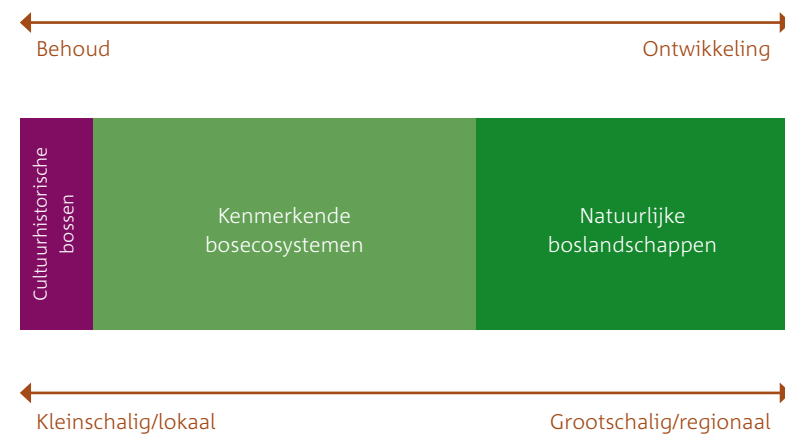 Behoud
Ontwikkeling
Cultuurhistorische
bossen
Kenmerkende
bosecosystemen
Natuurlijke
boslandschappen
Kleinschalig/lokaal
Grootschalig/regionaal